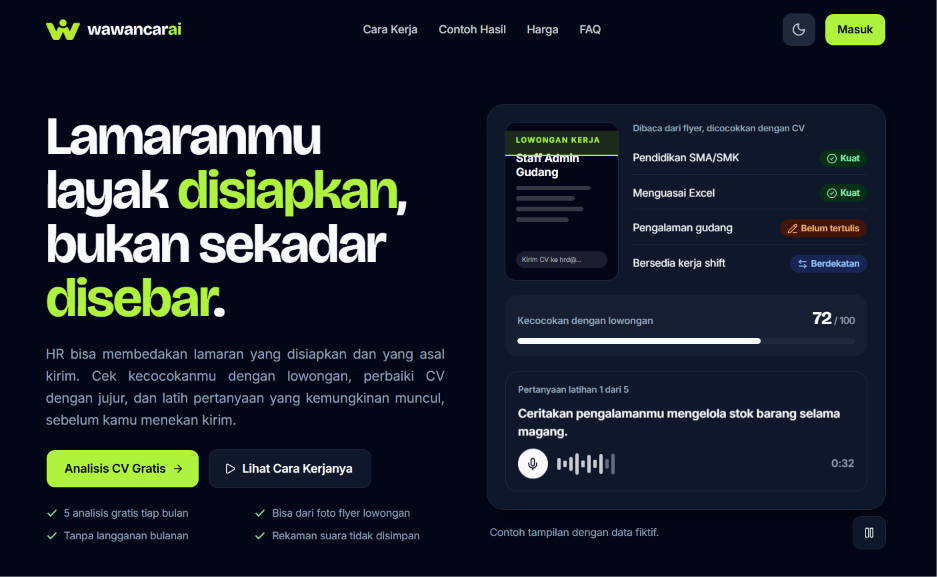 wawancarai
Cara Kerja
Contoh Hasil
Harga
FAQ
Masuk
Lamaranmu
layak disiapkan,
bukan sekadar
disebar.
HR bisa membedakan lamaran yang disiapkan dan yang asal
kirim. Cek kecocokanmu dengan lowongan, perbaiki CV
dengan jujur, dan latih pertanyaan yang kemungkinan muncul,
sebelum kamu menekan kirim.
Analisis CV Gratis →
Lihat Cara Kerjanya
5 analisis gratis tiap bulan
Bisa dari foto flyer lowongan
Tanpa langganan bulanan
Rekaman suara tidak disimpan
LOWONGAN KERJA
Staff Admin
Gudang
Kirim CV ke hrd@...
Dibaca dari flyer, dicocokkan dengan CV
Pendidikan SMA/SMK
Kuat
Menguasai Excel
Kuat
Pengalaman gudang
Belum tertulis
Bersedia kerja shift
Berdekatan
Kecocokan dengan lowongan
72 / 100
Pertanyaan latihan 1 dari 5
Ceritakan pengalamanmu mengelola stok barang selama
magang.
0:32
Contoh tampilan dengan data fiktif.